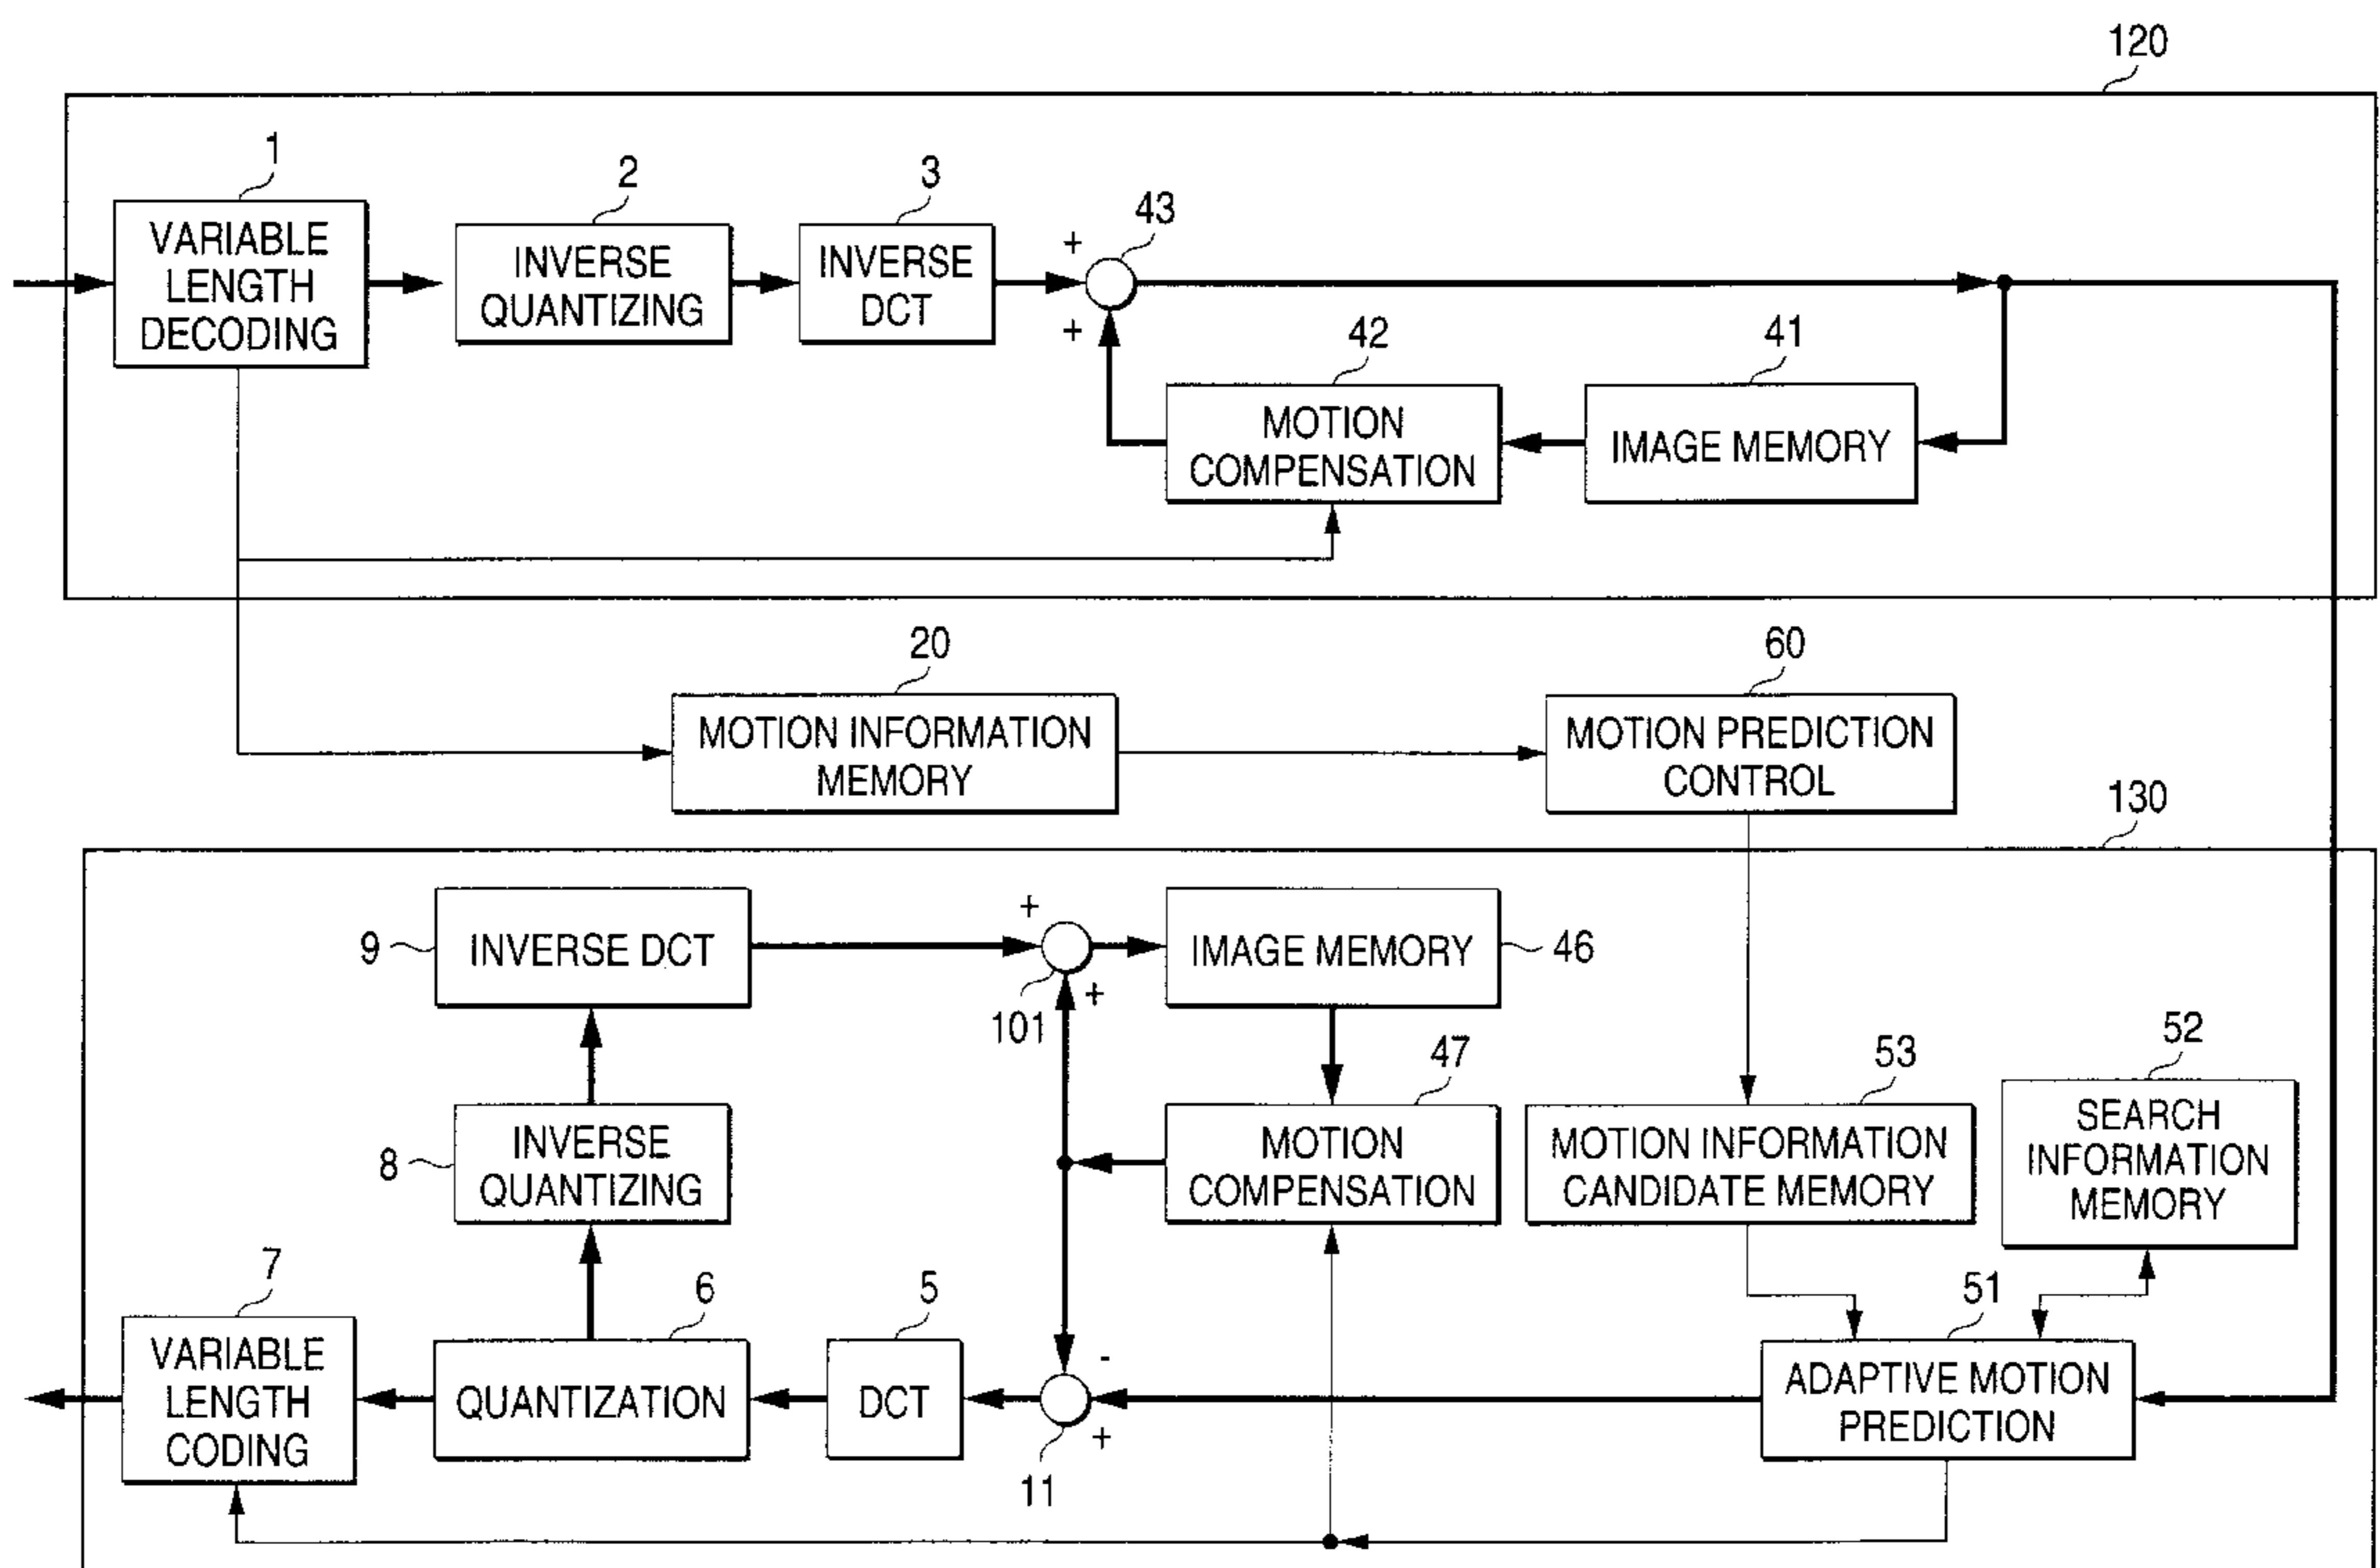 120
1
VARIABLE
LENGTH
DECODING
2
INVERSE
QUANTIZING
3
INVERSE
DCT
+
43
+
42
MOTION
COMPENSATION
41
IMAGE MEMORY
20
MOTION INFORMATION
MEMORY
60
MOTION PREDICTION
CONTROL
130
9
INVERSE DCT
+
101
+
IMAGE MEMORY
46
8
INVERSE
QUANTIZING
47
MOTION
COMPENSATION
53
MOTION INFORMATION
CANDIDATE MEMORY
52
SEARCH
INFORMATION
MEMORY
7
VARIABLE
LENGTH
CODING
6
QUANTIZATION
5
DCT
-
+
11
51
ADAPTIVE MOTION
PREDICTION